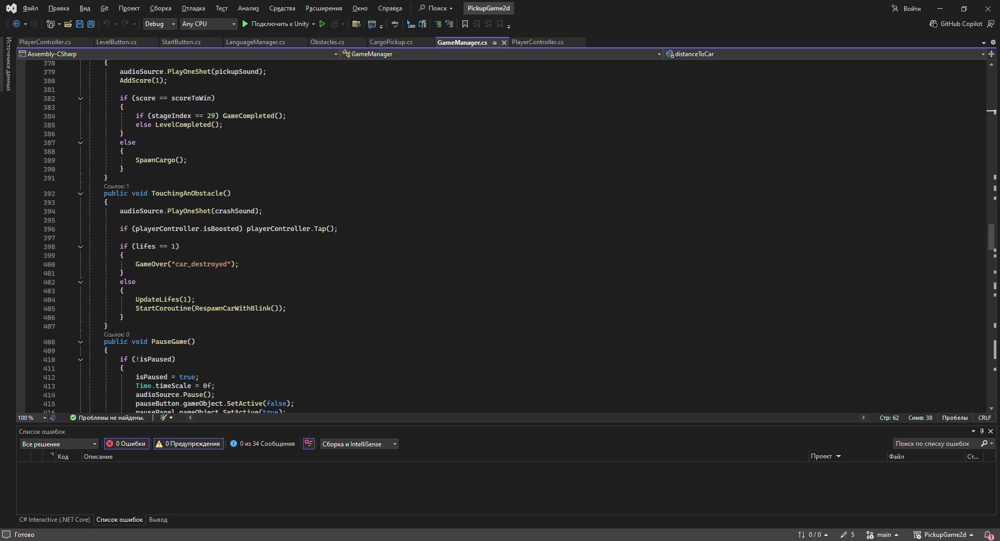 Файл Правка Вид Git Проект Сборка Отладка Тест Анализ Средства Расширения Окно Справка Поиск PickupGame2d Войти
Debug Any CPU Подключить к Unity GitHub Copilot
Источники данных
PlayerController.cs LevelButton.cs StartButton.cs LanguageManager.cs Obstacles.cs CargoPickup.cs GameManager.cs PlayerController.cs
Assembly-CSharp GameManager distanceToCar
378 {
379 audioSource.PlayOneShot(pickupSound);
380 AddScore(1);
381
382 if (score == scoreToWin)
383 {
384 if (stageIndex == 29) GameCompleted();
385 else LevelCompleted();
386 }
387 else
388 {
389 SpawnCargo();
390 }
391 }
Ссылок: 1
392 public void TouchingAnObstacle()
393 {
394 audioSource.PlayOneShot(crashSound);
395
396 if (playerController.isBoosted) playerController.Tap();
397
398 if (lifes == 1)
399 {
400 GameOver("car_destroyed");
401 }
402 else
403 {
404 UpdateLifes(1);
405 StartCoroutine(RespawnCarWithBlink());
406 }
407 }
Ссылок: 0
408 public void PauseGame()
409 {
410 if (!isPaused)
411 {
412 isPaused = true;
413 Time.timeScale = 0f;
414 audioSource.Pause();
415 pauseButton.gameObject.SetActive(false);
416 pausePanel.gameObject.SetActive(true);
100 % Проблемы не найдены. Стр: 62 Симв: 38 Пробелы CRLF
Список ошибок
Все решение 0 Ошибки 0 Предупреждения 0 из 34 Сообщения Сборка и IntelliSense Поиск по списку ошибок
Код Описание Проект Файл Ст...
C# Interactive (.NET Core) Список ошибок Вывод
Готово 0 / 0 5 main PickupGame2d 1